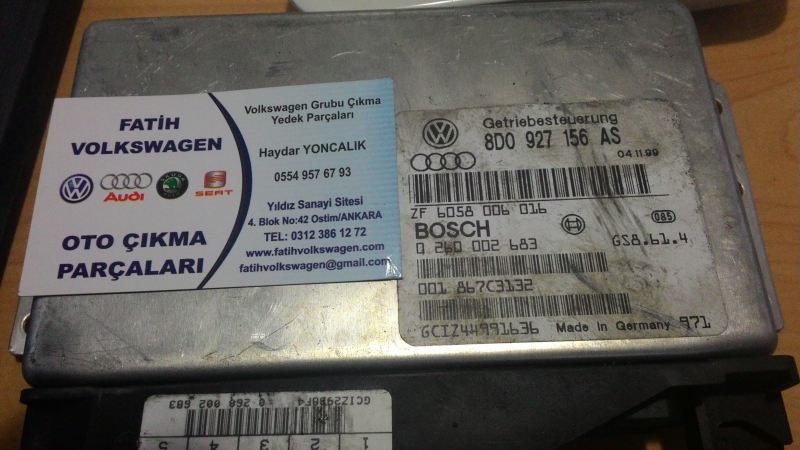 FATİH
VOLKSWAGEN
Audi
SKODA
SEAT
OTO ÇIKMA
PARÇALARI
Volkswagen Grubu Çıkma
Yedek Parçaları
Haydar YONCALIK
0554 957 67 93
Yıldız Sanayi Sitesi
4. Blok No:42 Ostim/ANKARA
TEL: 0312 386 12 72
www.fatihvolkswagen.com
fatihvolkswagen@gmail.com
Getriebesteuerung
8D0 927 156 AS
04.11.99
ZF 6058 006 016
BOSCH
085
0 260 002 683
GS8.61.4
001 867C3132
GCIZ44991636 Made in Germany 971
GCIZ2998F4 0 260 002 683
1 2 3 4 5